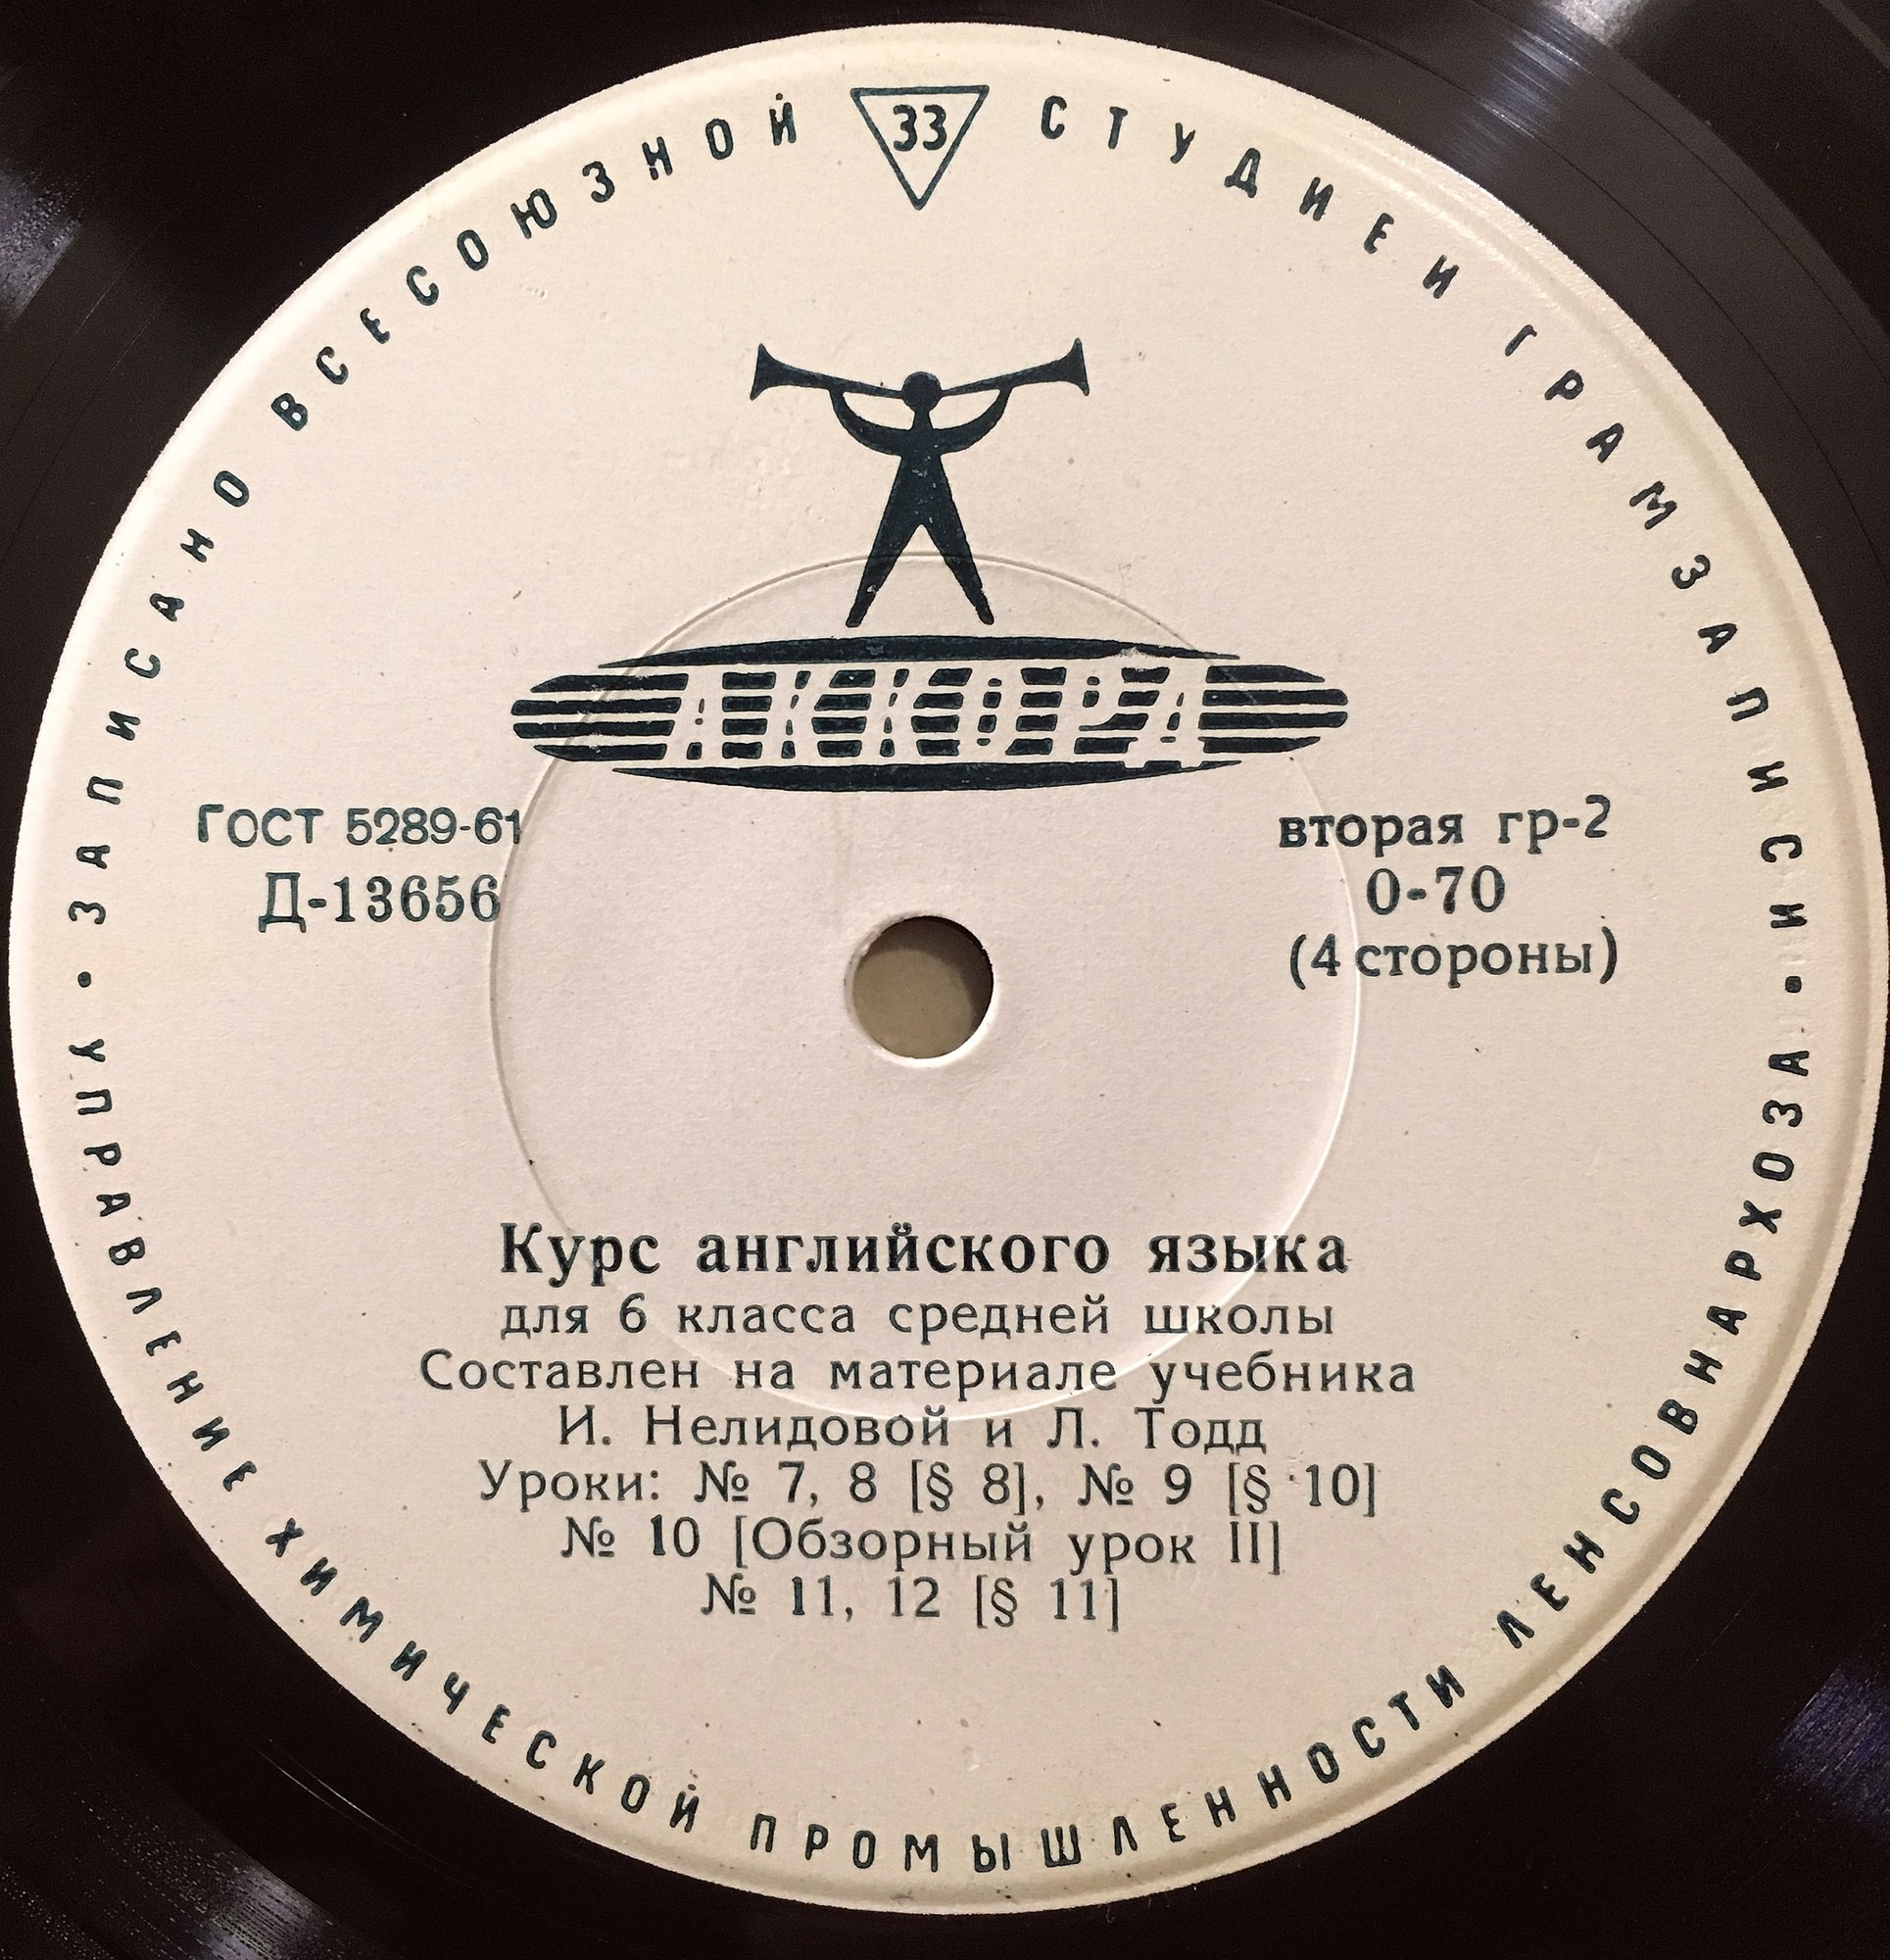 ЗАПИСАНО ВСЕСОЮЗНОЙ СТУДИЕЙ ГРАМЗАПИСИ
33
АККОРД
ГОСТ 5289-61
Д-13656
вторая гр-2
0-70
(4 стороны)
Курс английского языка
для 6 класса средней школы
Составлен на материале учебника
И. Нелидовой и Л. Тодд
Уроки: № 7, 8 [§ 8], № 9 [§ 10]
№ 10 [Обзорный урок II]
№ 11, 12 [§ 11]
УПРАВЛЕНИЕ ХИМИЧЕСКОЙ ПРОМЫШЛЕННОСТИ ЛЕНСОВНАРХОЗА